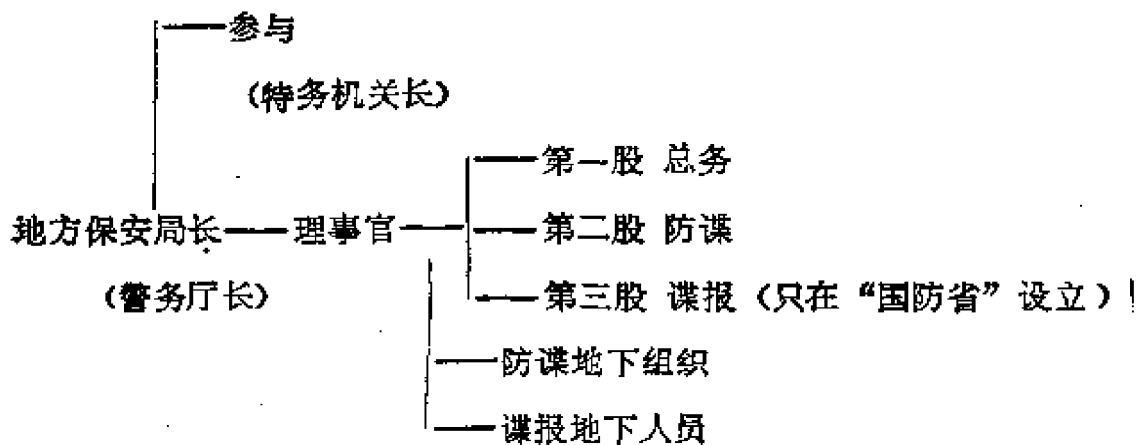 参与
(特务机关长)
第一股 总务
地方保安局长 理事官 第二股 防谍
(警务厅长)
第三股 谍报 (只在“国防省”设立)
防谍地下组织
谍报地下人员